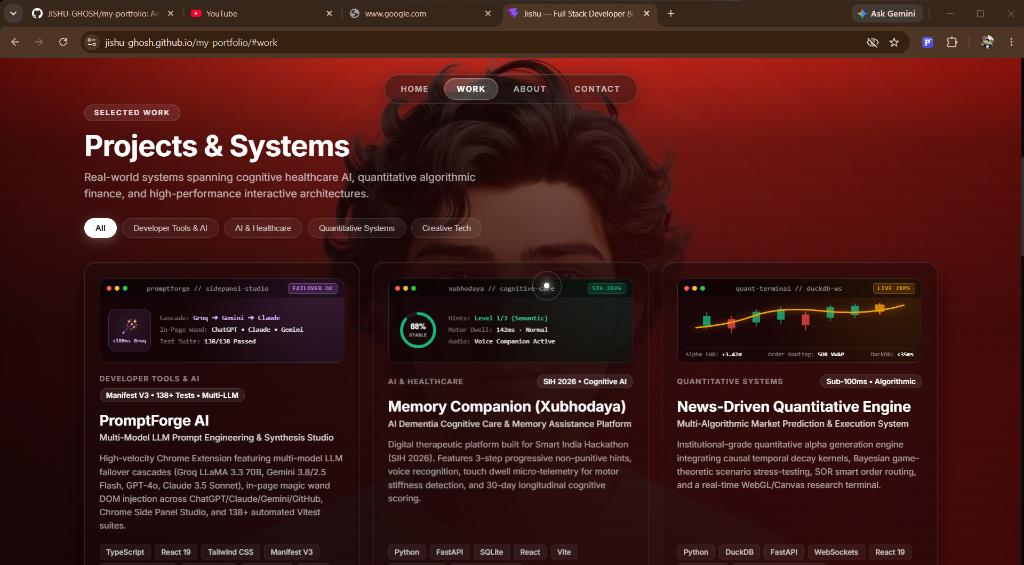 JISHU-GHOSH/my-portfolio: Aw
YouTube
www.google.com
Jishu — Full Stack Developer &
Ask Gemini
jishu-ghosh.github.io/my-portfolio/#work
HOME
WORK
ABOUT
CONTACT
SELECTED WORK
Projects & Systems
Real-world systems spanning cognitive healthcare AI, quantitative algorithmic
finance, and high-performance interactive architectures.
All
Developer Tools & AI
AI & Healthcare
Quantitative Systems
Creative Tech
promptforge // sidepanel-studio
FAILOVER OK
<180ms Groq
Cascade: Groq ➔ Gemini ➔ Claude
In-Page Wand: ChatGPT • Claude • Gemini
Test Suite: 138/138 Passed
DEVELOPER TOOLS & AI
Manifest V3 • 138+ Tests • Multi-LLM
PromptForge AI
Multi-Model LLM Prompt Engineering & Synthesis Studio
High-velocity Chrome Extension featuring multi-model LLM
failover cascades (Groq LLaMA 3.3 70B, Gemini 3.8/2.5
Flash, GPT-4o, Claude 3.5 Sonnet), in-page magic wand
DOM injection across ChatGPT/Claude/Gemini/GitHub,
Chrome Side Panel Studio, and 138+ automated Vitest
suites.
TypeScript
React 19
Tailwind CSS
Manifest V3
xubhodaya // cognitive-care
SIH 2026
88%
STABLE
Hints: Level 1/3 (Semantic)
Motor Dwell: 142ms · Normal
Audio: Voice Companion Active
AI & HEALTHCARE
SIH 2026 • Cognitive AI
Memory Companion (Xubhodaya)
AI Dementia Cognitive Care & Memory Assistance Platform
Digital therapeutic platform built for Smart India Hackathon
(SIH 2026). Features 3-step progressive non-punitive hints,
voice recognition, touch dwell micro-telemetry for motor
stiffness detection, and 30-day longitudinal cognitive
scoring.
Python
FastAPI
SQLite
React
Vite
quant-terminal // duckdb-ws
LIVE 28MS
Alpha SNR: +3.42σ
Order Routing: SOR VWAP
DuckDB: <35ms
QUANTITATIVE SYSTEMS
Sub-100ms • Algorithmic
News-Driven Quantitative Engine
Multi-Algorithmic Market Prediction & Execution System
Institutional-grade quantitative alpha generation engine
integrating causal temporal decay kernels, Bayesian game-
theoretic scenario stress-testing, SOR smart order routing,
and a real-time WebGL/Canvas research terminal.
Python
DuckDB
FastAPI
WebSockets
React 19